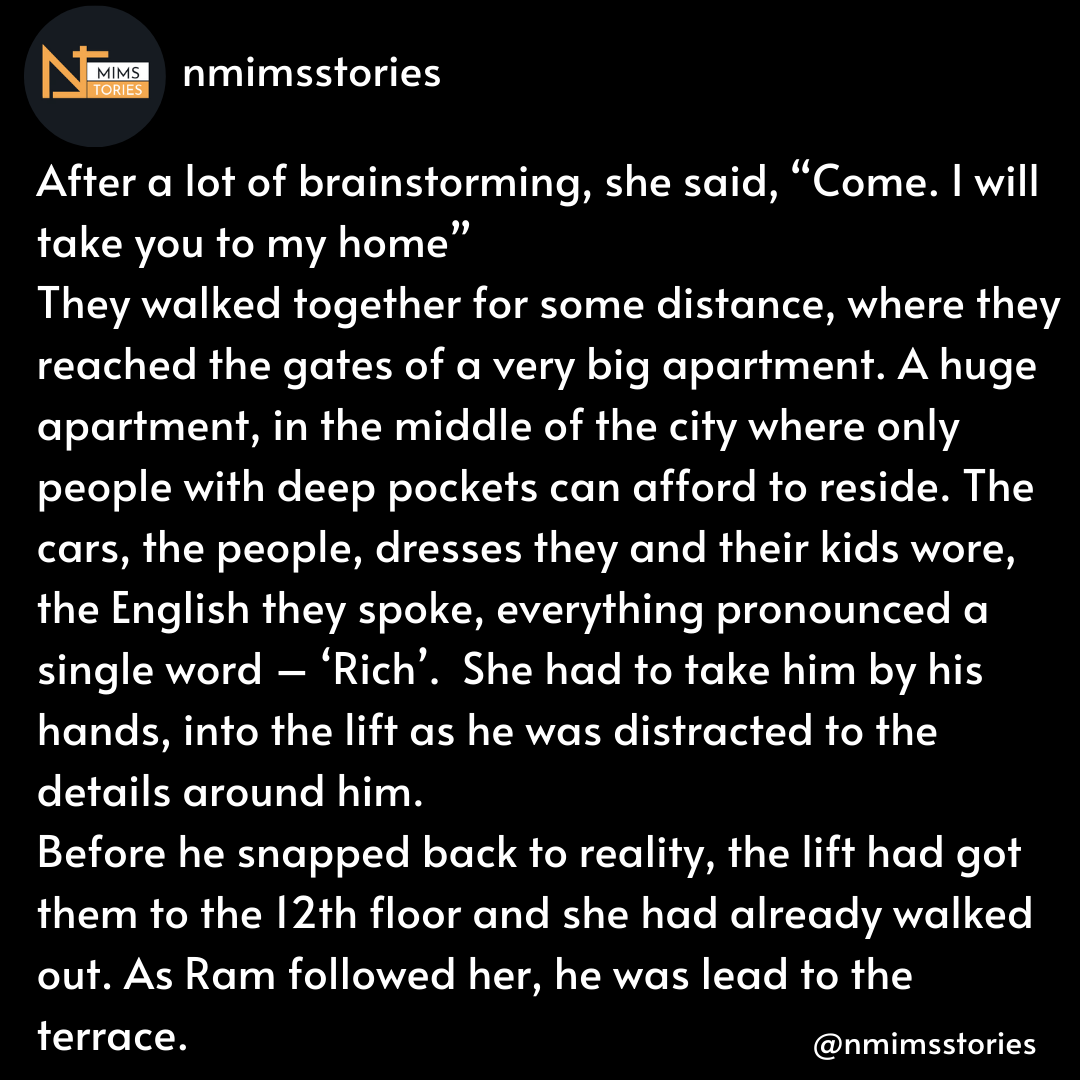 N MIMS
STORIES
nmimsstories
After a lot of brainstorming, she said, “Come. I will
take you to my home”
They walked together for some distance, where they
reached the gates of a very big apartment. A huge
apartment, in the middle of the city where only
people with deep pockets can afford to reside. The
cars, the people, dresses they and their kids wore,
the English they spoke, everything pronounced a
single word – ‘Rich’.  She had to take him by his
hands, into the lift as he was distracted to the
details around him.
Before he snapped back to reality, the lift had got
them to the 12th floor and she had already walked
out. As Ram followed her, he was lead to the
terrace.
@nmimsstories